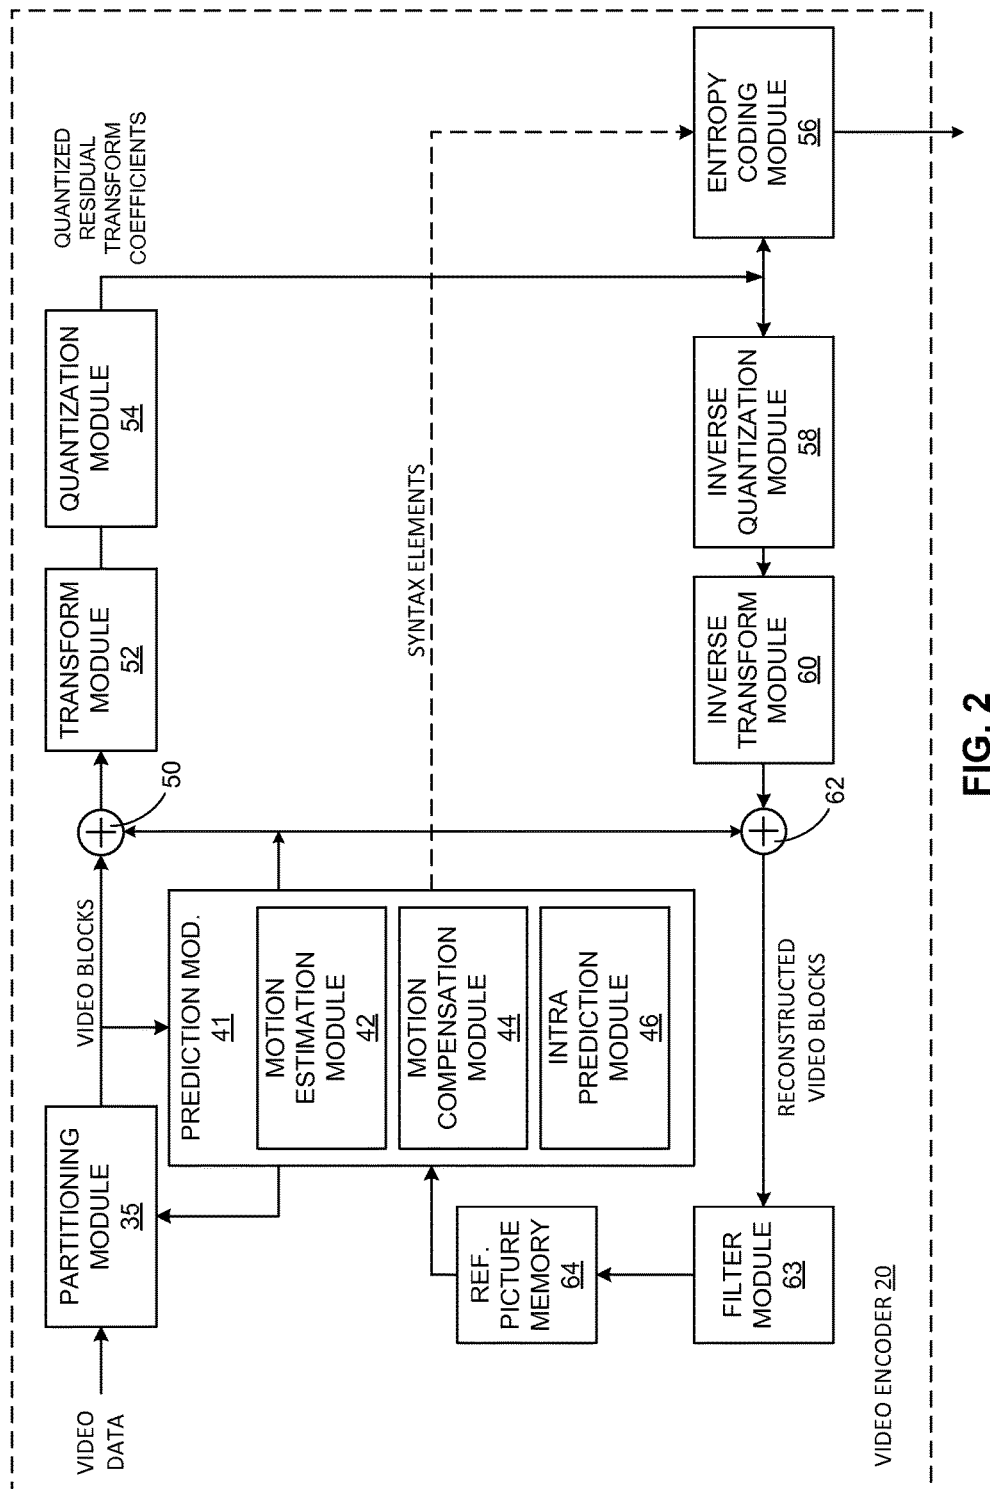 VIDEO
DATA
PARTITIONING
MODULE
35
VIDEO BLOCKS
50
TRANSFORM
MODULE
52
QUANTIZATION
MODULE
54
QUANTIZED
RESIDUAL
TRANSFORM
COEFFICIENTS
PREDICTION MOD.
41
MOTION
ESTIMATION
MODULE
42
MOTION
COMPENSATION
MODULE
44
INTRA
PREDICTION
MODULE
46
SYNTAX ELEMENTS
REF.
PICTURE
MEMORY
64
FILTER
MODULE
63
RECONSTRUCTED
VIDEO BLOCKS
62
INVERSE
TRANSFORM
MODULE
60
INVERSE
QUANTIZATION
MODULE
58
ENTROPY
CODING
MODULE
56
VIDEO ENCODER 20
FIG. 2